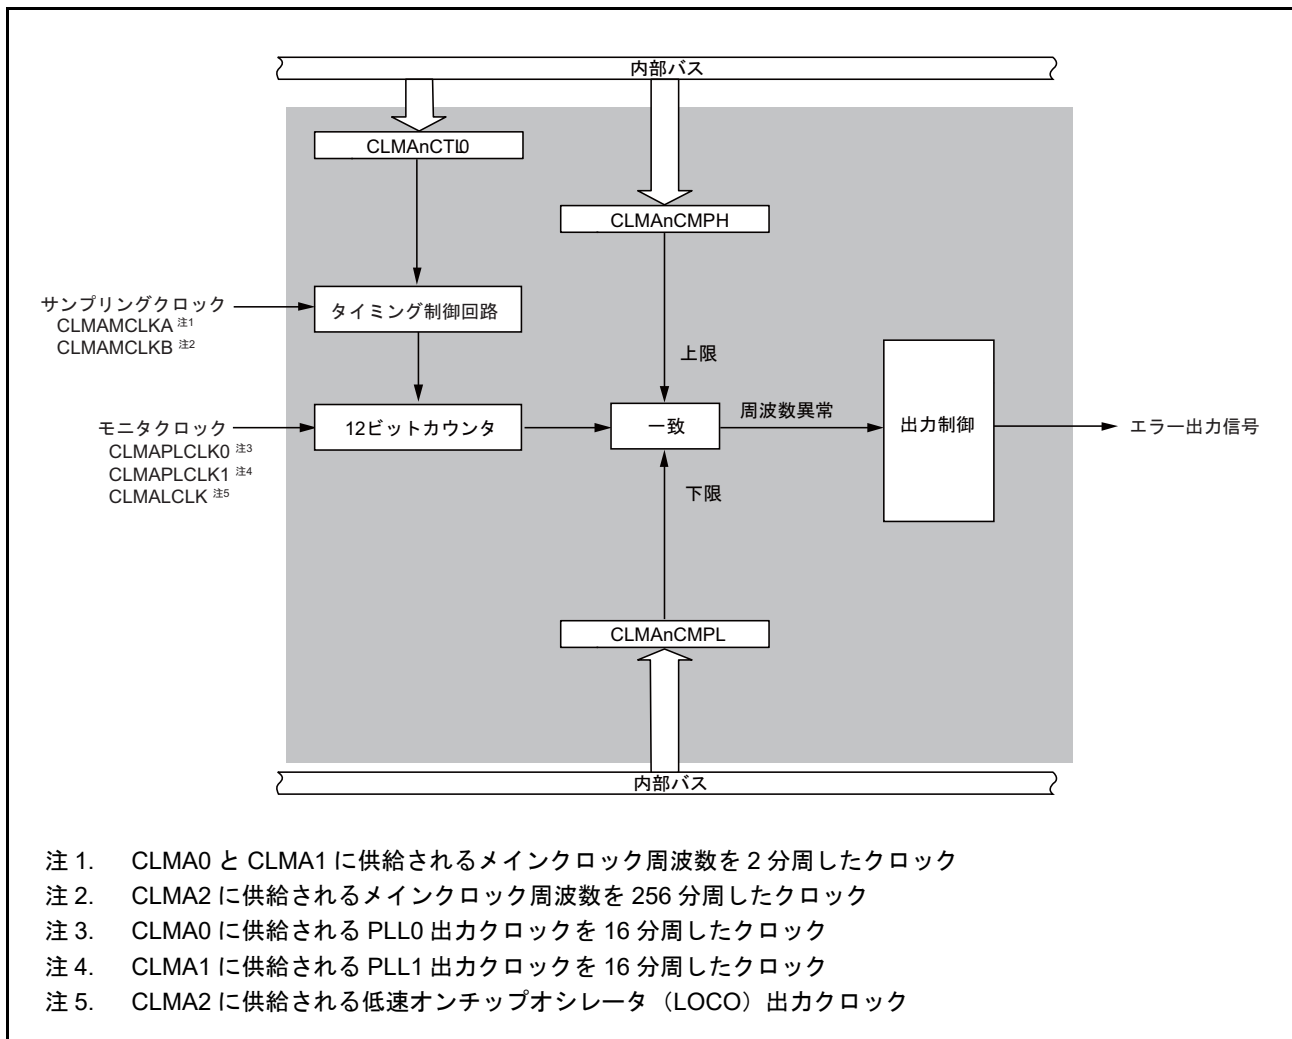 内部バス
CLMAnCTL0
CLMAnCMPH
サンプリングクロック
CLMAMCLKA 注1
CLMAMCLKB 注2
タイミング制御回路
上限
モニタクロック
CLMAPLCLK0 注3
CLMAPLCLK1 注4
CLMALCLK 注5
12ビットカウンタ
一致
周波数異常
出力制御
エラー出力信号
下限
CLMAnCMPL
内部バス
注 1. CLMA0 と CLMA1 に供給されるメインクロック周波数を 2 分周したクロック
注 2. CLMA2 に供給されるメインクロック周波数を 256 分周したクロック
注 3. CLMA0 に供給される PLL0 出力クロックを 16 分周したクロック
注 4. CLMA1 に供給される PLL1 出力クロックを 16 分周したクロック
注 5. CLMA2 に供給される低速オンチップオシレータ（LOCO）出力クロック